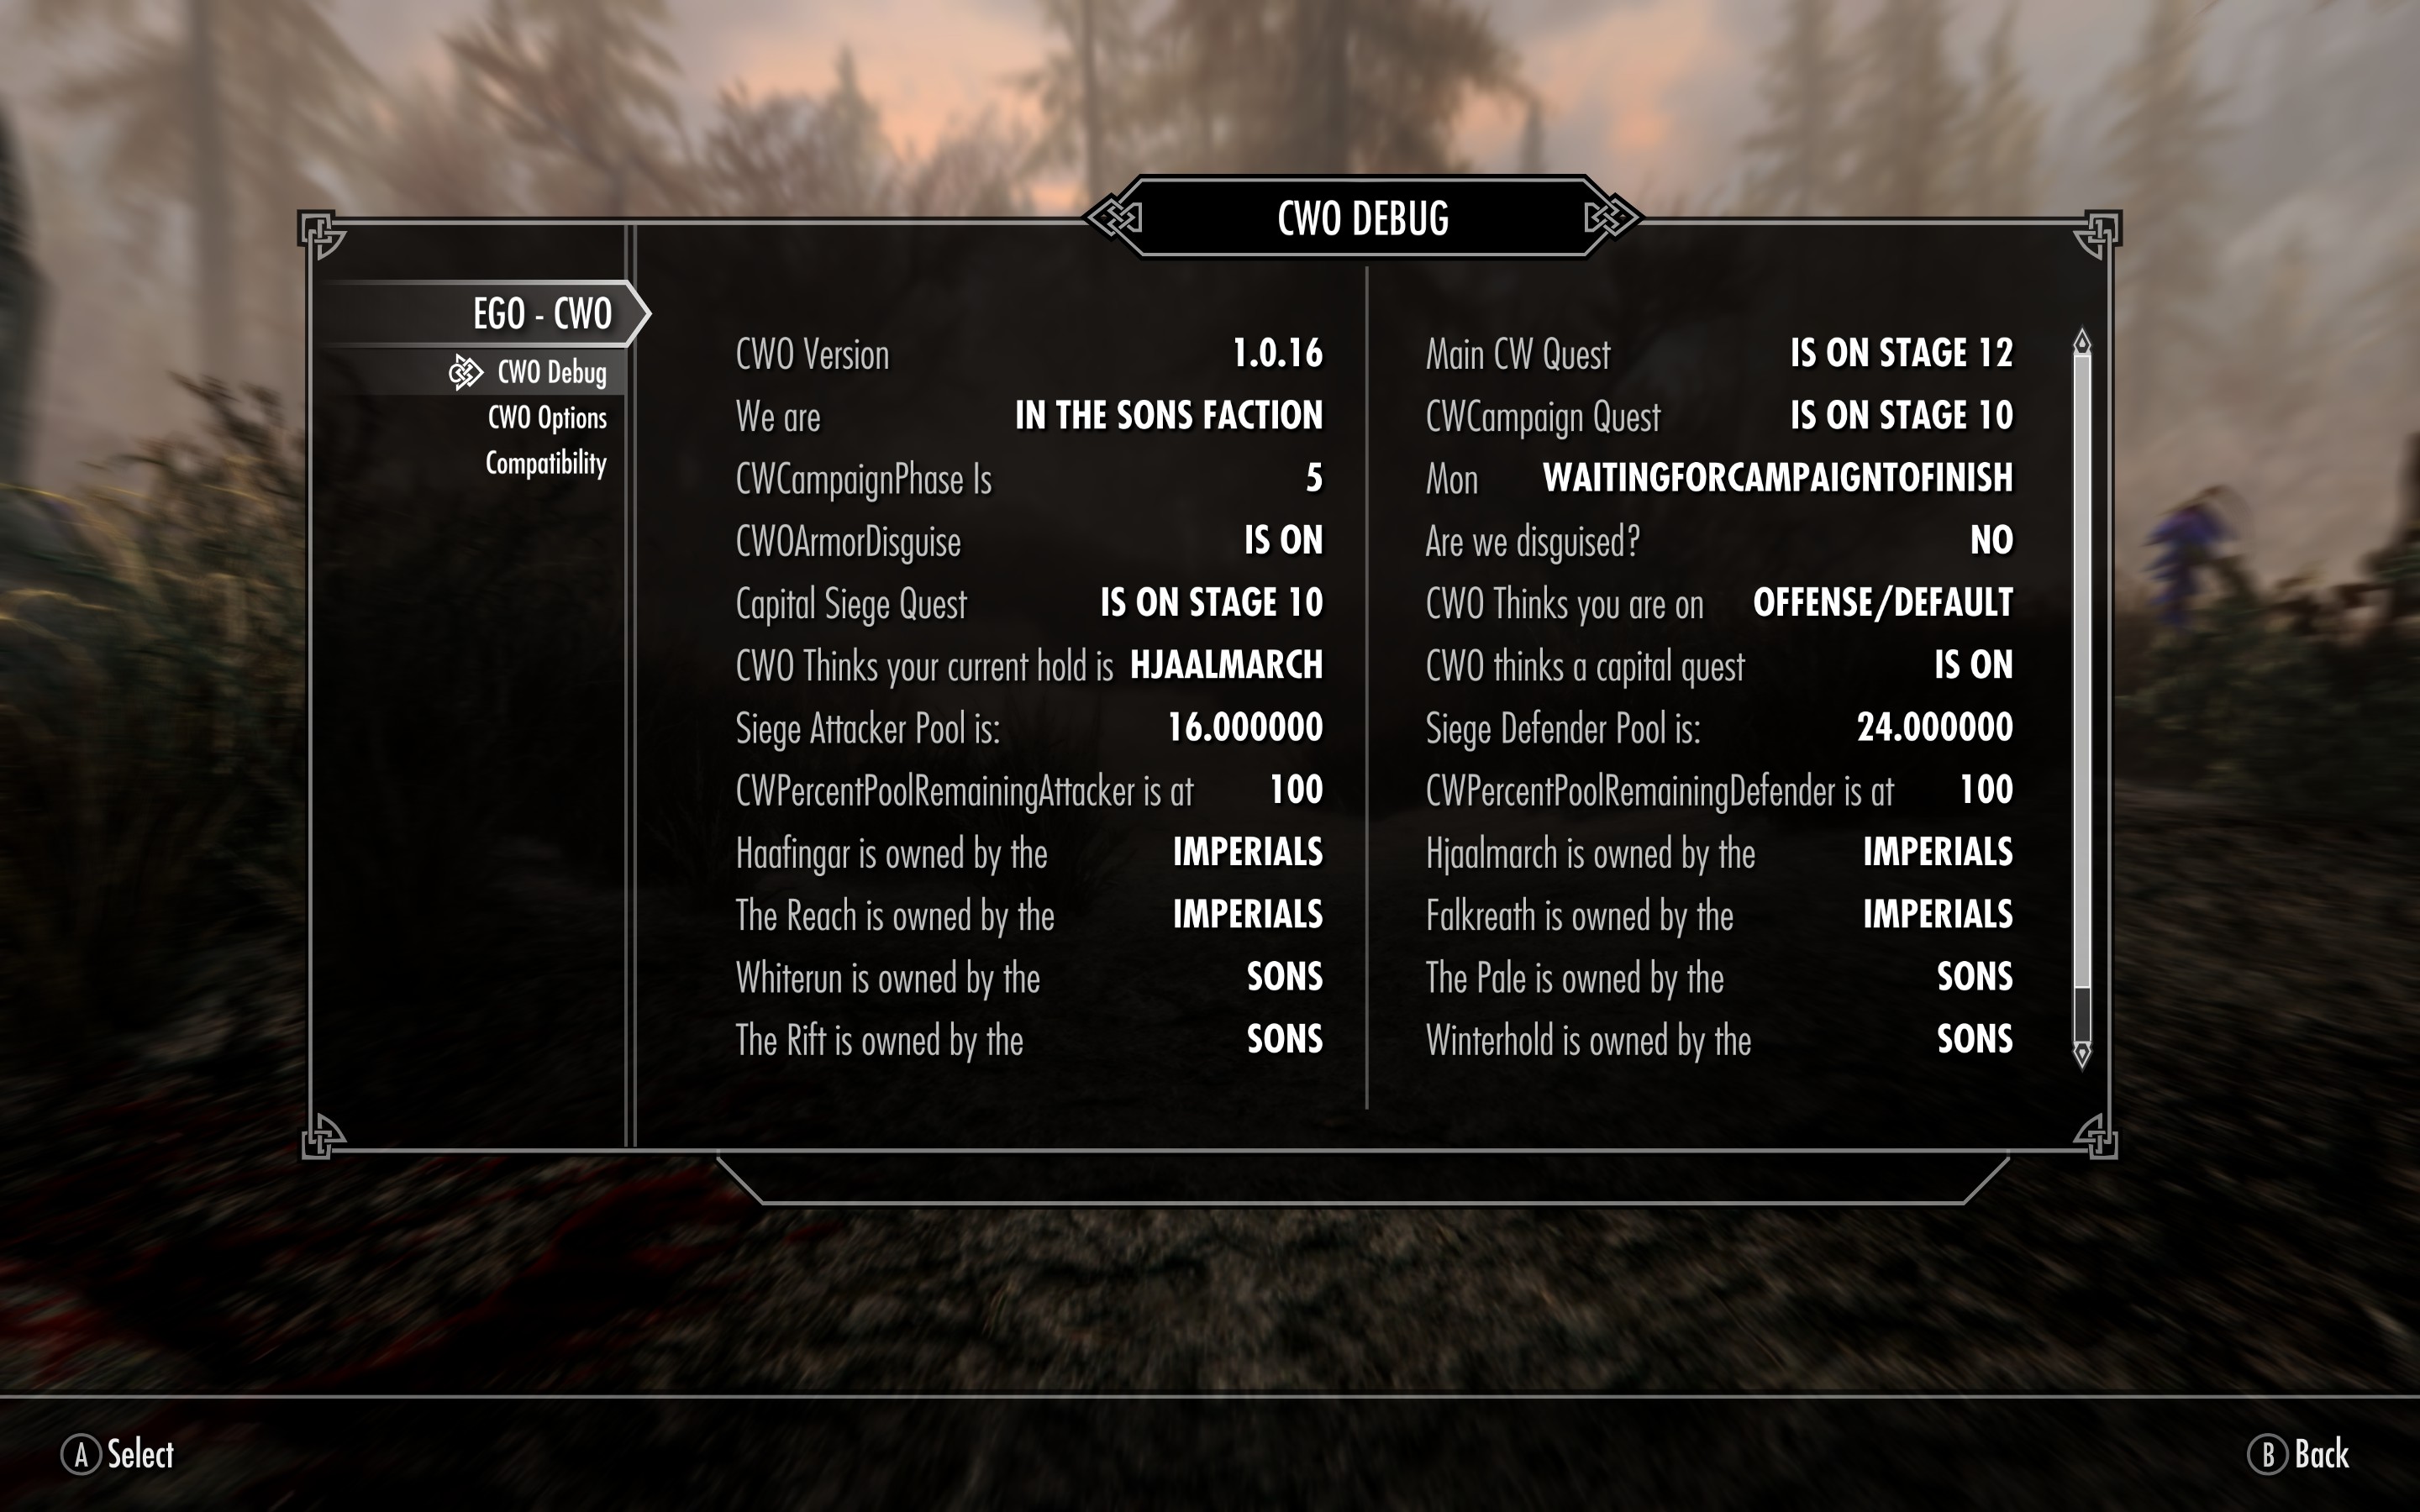 CWO DEBUG
EGO - CWO
CWO Debug
CWO Options
Compatibility
CWO Version 1.0.16
We are IN THE SONS FACTION
CWCampaignPhase Is 5
CWOArmorDisguise IS ON
Capital Siege Quest IS ON STAGE 10
CWO Thinks your current hold is HJAALMARCH
Siege Attacker Pool is: 16.000000
CWPercentPoolRemainingAttacker is at 100
Haafingar is owned by the IMPERIALS
The Reach is owned by the IMPERIALS
Whiterun is owned by the SONS
The Rift is owned by the SONS
Main CW Quest IS ON STAGE 12
CWCampaign Quest IS ON STAGE 10
Mon WAITINGFORCAMPAIGNTOFINISH
Are we disguised? NO
CWO Thinks you are on OFFENSE/DEFAULT
CWO thinks a capital quest IS ON
Siege Defender Pool is: 24.000000
CWPercentPoolRemainingDefender is at 100
Hjaalmarch is owned by the IMPERIALS
Falkreath is owned by the IMPERIALS
The Pale is owned by the SONS
Winterhold is owned by the SONS
A Select
B Back